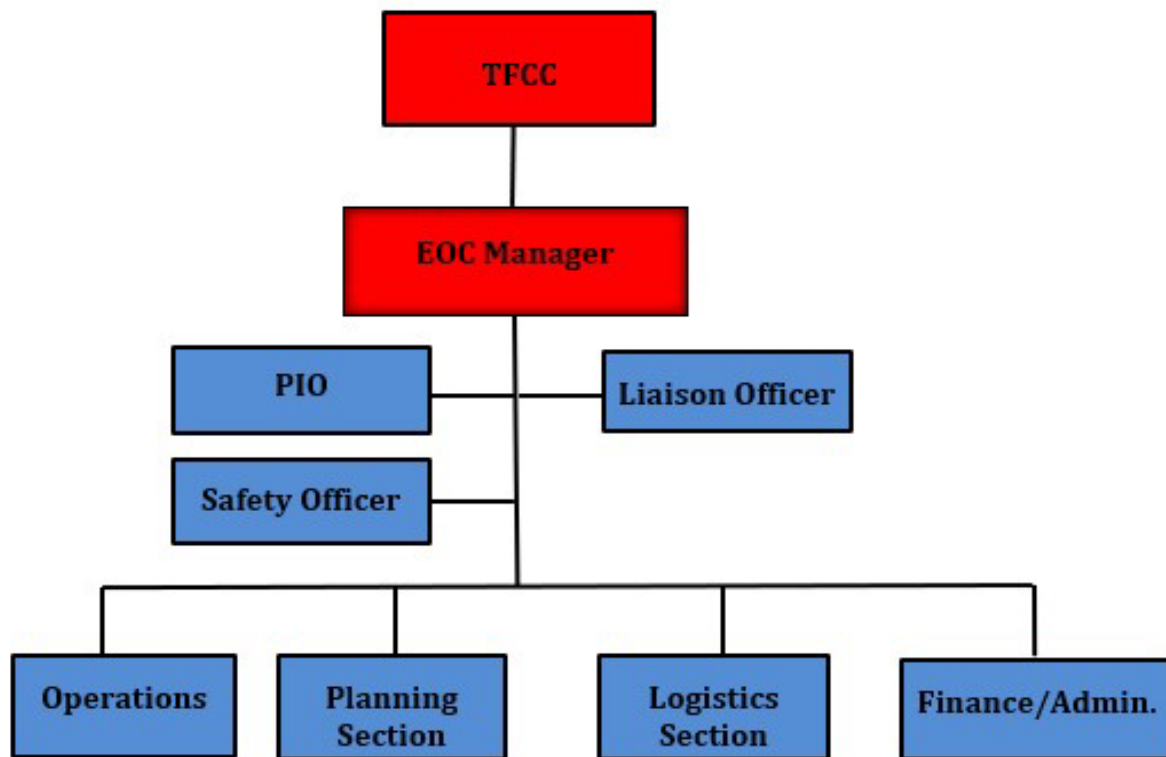 TFCC
EOC Manager
PIO
Liaison Officer
Safety Officer
Operations
Planning
Section
Logistics
Section
Finance/Admin.